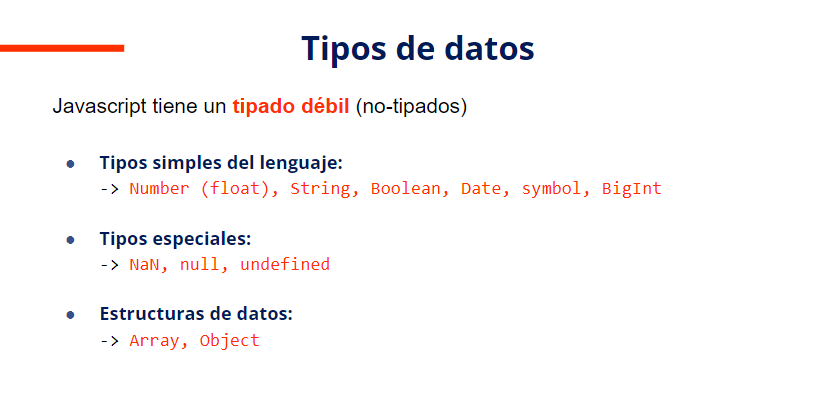 Tipos de datos
Javascript tiene un tipado débil (no-tipados)
● Tipos simples del lenguaje:
-> Number (float), String, Boolean, Date, symbol, BigInt
● Tipos especiales:
-> NaN, null, undefined
● Estructuras de datos:
-> Array, Object